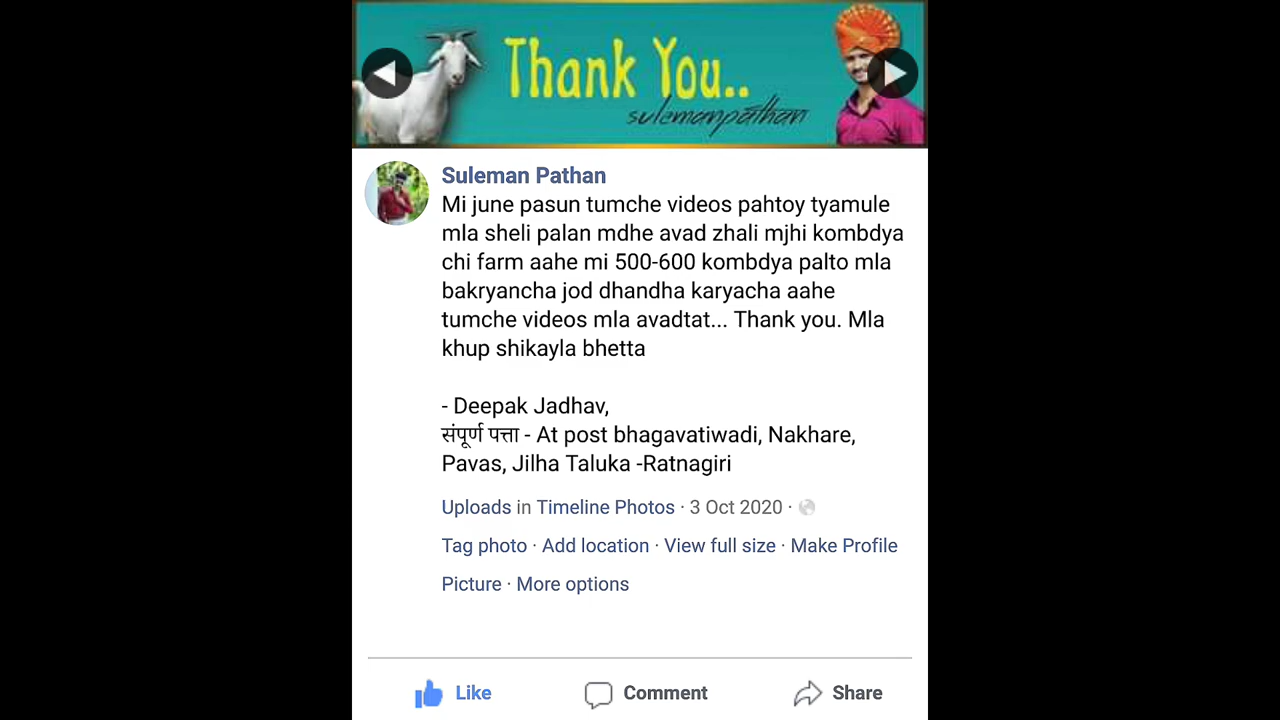 Thank You..
sulemanpathan
Suleman Pathan
Mi june pasun tumche videos pahtoy tyamule
mla sheli palan mdhe avad zhali mjhi kombdya
chi farm aahe mi 500-600 kombdya palto mla
bakryancha jod dhandha karyacha aahe
tumche videos mla avadtat... Thank you. Mla
khup shikayla bhetta
- Deepak Jadhav,
संपूर्ण पत्ता - At post bhagavatiwadi, Nakhare,
Pavas, Jilha Taluka -Ratnagiri
Uploads in Timeline Photos · 3 Oct 2020 ·
Tag photo · Add location · View full size · Make Profile
Picture · More options
Like Comment Share